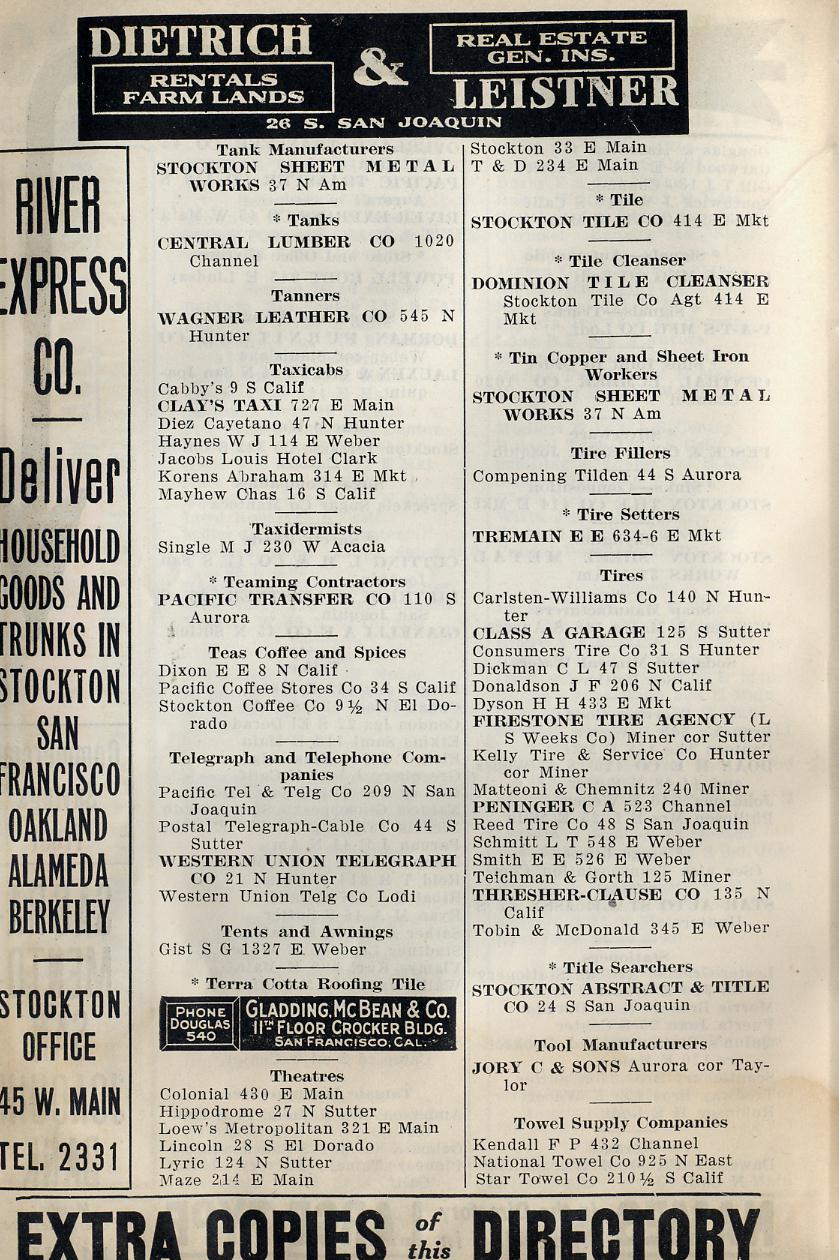 DIETRICH
RENTALS
FARM LANDS
&
REAL ESTATE
GEN. INS.
LEISTNER
26 S. SAN JOAQUIN
RIVER
EXPRESS
CO.
Deliver
HOUSEHOLD
GOODS AND
TRUNKS IN
STOCKTON
SAN
FRANCISCO
OAKLAND
ALAMEDA
BERKELEY
STOCKTON
OFFICE
45 W. MAIN
TEL. 2331
Tank Manufacturers
STOCKTON SHEET METAL
WORKS 37 N Am
* Tanks
CENTRAL LUMBER CO 1020
Channel
Tanners
WAGNER LEATHER CO 545 N
Hunter
Taxicabs
Cabby's 9 S Calif
CLAY'S TAXI 727 E Main
Diez Cayetano 47 N Hunter
Haynes W J 114 E Weber
Jacobs Louis Hotel Clark
Korens Abraham 314 E Mkt
Mayhew Chas 16 S Calif
Taxidermists
Single M J 230 W Acacia
* Teaming Contractors
PACIFIC TRANSFER CO 110 S
Aurora
Teas Coffee and Spices
Dixon E E 8 N Calif
Pacific Coffee Stores Co 34 S Calif
Stockton Coffee Co 9½ N El Do-
rado
Telegraph and Telephone Com-
panies
Pacific Tel & Telg Co 209 N San
Joaquin
Postal Telegraph-Cable Co 44 S
Sutter
WESTERN UNION TELEGRAPH
CO 21 N Hunter
Western Union Telg Co Lodi
Tents and Awnings
Gist S G 1327 E Weber
* Terra Cotta Roofing Tile
PHONE
DOUGLAS
540
GLADDING, McBEAN & CO.
11TH FLOOR CROCKER BLDG.
SAN FRANCISCO, CAL.
Theatres
Colonial 430 E Main
Hippodrome 27 N Sutter
Loew's Metropolitan 321 E Main
Lincoln 28 S El Dorado
Lyric 124 N Sutter
Maze 214 E Main
Stockton 33 E Main
T & D 234 E Main
* Tile
STOCKTON TILE CO 414 E Mkt
* Tile Cleanser
DOMINION TILE CLEANSER
Stockton Tile Co Agt 414 E
Mkt
* Tin Copper and Sheet Iron
Workers
STOCKTON SHEET METAL
WORKS 37 N Am
Tire Fillers
Compening Tilden 44 S Aurora
* Tire Setters
TREMAIN E E 634-6 E Mkt
Tires
Carlsten-Williams Co 140 N Hun-
ter
CLASS A GARAGE 125 S Sutter
Consumers Tire Co 31 S Hunter
Dickman C L 47 S Sutter
Donaldson J F 206 N Calif
Dyson H H 433 E Mkt
FIRESTONE TIRE AGENCY (L
S Weeks Co) Miner cor Sutter
Kelly Tire & Service Co Hunter
cor Miner
Matteoni & Chemnitz 240 Miner
PENINGER C A 523 Channel
Reed Tire Co 48 S San Joaquin
Schmitt L T 548 E Weber
Smith E E 526 E Weber
Teichman & Gorth 125 Miner
THRESHER-CLAUSE CO 135 N
Calif
Tobin & McDonald 345 E Weber
* Title Searchers
STOCKTON ABSTRACT & TITLE
CO 24 S San Joaquin
Tool Manufacturers
JORY C & SONS Aurora cor Tay-
lor
Towel Supply Companies
Kendall F P 432 Channel
National Towel Co 925 N East
Star Towel Co 210½ S Calif
EXTRA COPIES of this DIRECTORY